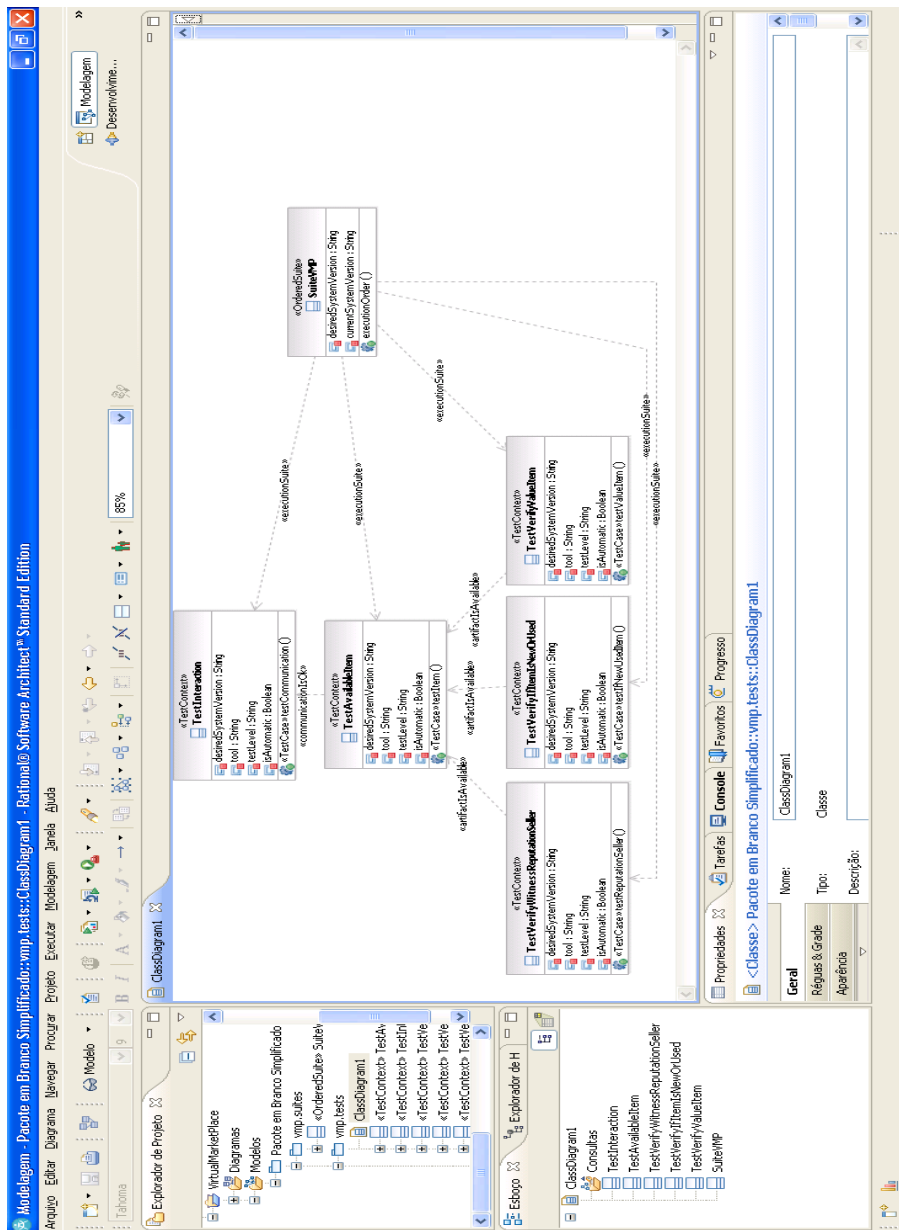 Modelagem - Pacote em Branco Simplificado::vmp.tests::ClassDiagram1 - Rational® Software Architect™ Standard Edition
Arquivo Editar Diagrama Navegar Procurar Projeto Executar Modelagem Janela Ajuda
Modelo
Modelagem
Desenvolvime...
Tahoma
9
B I A
85%
Explorador de Projeto
VirtualMarketPlace
Diagramas
Modelos
Pacote em Branco Simplificado
vmp.suites
«OrderedSuite» SuiteV
vmp.tests
ClassDiagram1
«TestContext» TestAv
«TestContext» TestInt
«TestContext» TestVe
«TestContext» TestVe
«TestContext» TestVe
Esboço
Explorador de H
ClassDiagram1
Consultas
TestInteraction
TestAvailableItem
TestVerifyWitnessReputationSeller
TestVerifyIfItemIsNewOrUsed
TestVerifyValueItem
SuiteVMP
ClassDiagram1
«TestContext»
TestInteraction
desiredSystemVersion : String
tool : String
testLevel : String
isAutomatic : Boolean
«TestCase» testCommunication ( )
«communicationIsOk»
«TestContext»
TestAvailableItem
desiredSystemVersion : String
tool : String
testLevel : String
isAutomatic : Boolean
«TestCase» testItem ( )
«OrderedSuite»
SuiteVMP
desiredSystemVersion : String
currentSystemVersion : String
executionOrder ( )
«executionSuite»
«executionSuite»
«executionSuite»
«executionSuite»
«executionSuite»
«artifactIsAvailable»
«artifactIsAvailable»
«artifactIsAvailable»
«TestContext»
TestVerifyWitnessReputationSeller
desiredSystemVersion : String
tool : String
testLevel : String
isAutomatic : Boolean
«TestCase» testReputationSeller ( )
«TestContext»
TestVerifyIfItemIsNewOrUsed
desiredSystemVersion : String
tool : String
testLevel : String
isAutomatic : Boolean
«TestCase» testIfNewUsedItem ( )
«TestContext»
TestVerifyValueItem
desiredSystemVersion : String
tool : String
testLevel : String
isAutomatic : Boolean
«TestCase» testValueItem ( )
Propriedades Tarefas Console Favoritos Progresso
<Classe> Pacote em Branco Simplificado::vmp.tests::ClassDiagram1
Geral
Réguas & Grade
Aparência
Nome: ClassDiagram1
Tipo: Classe
Descrição: